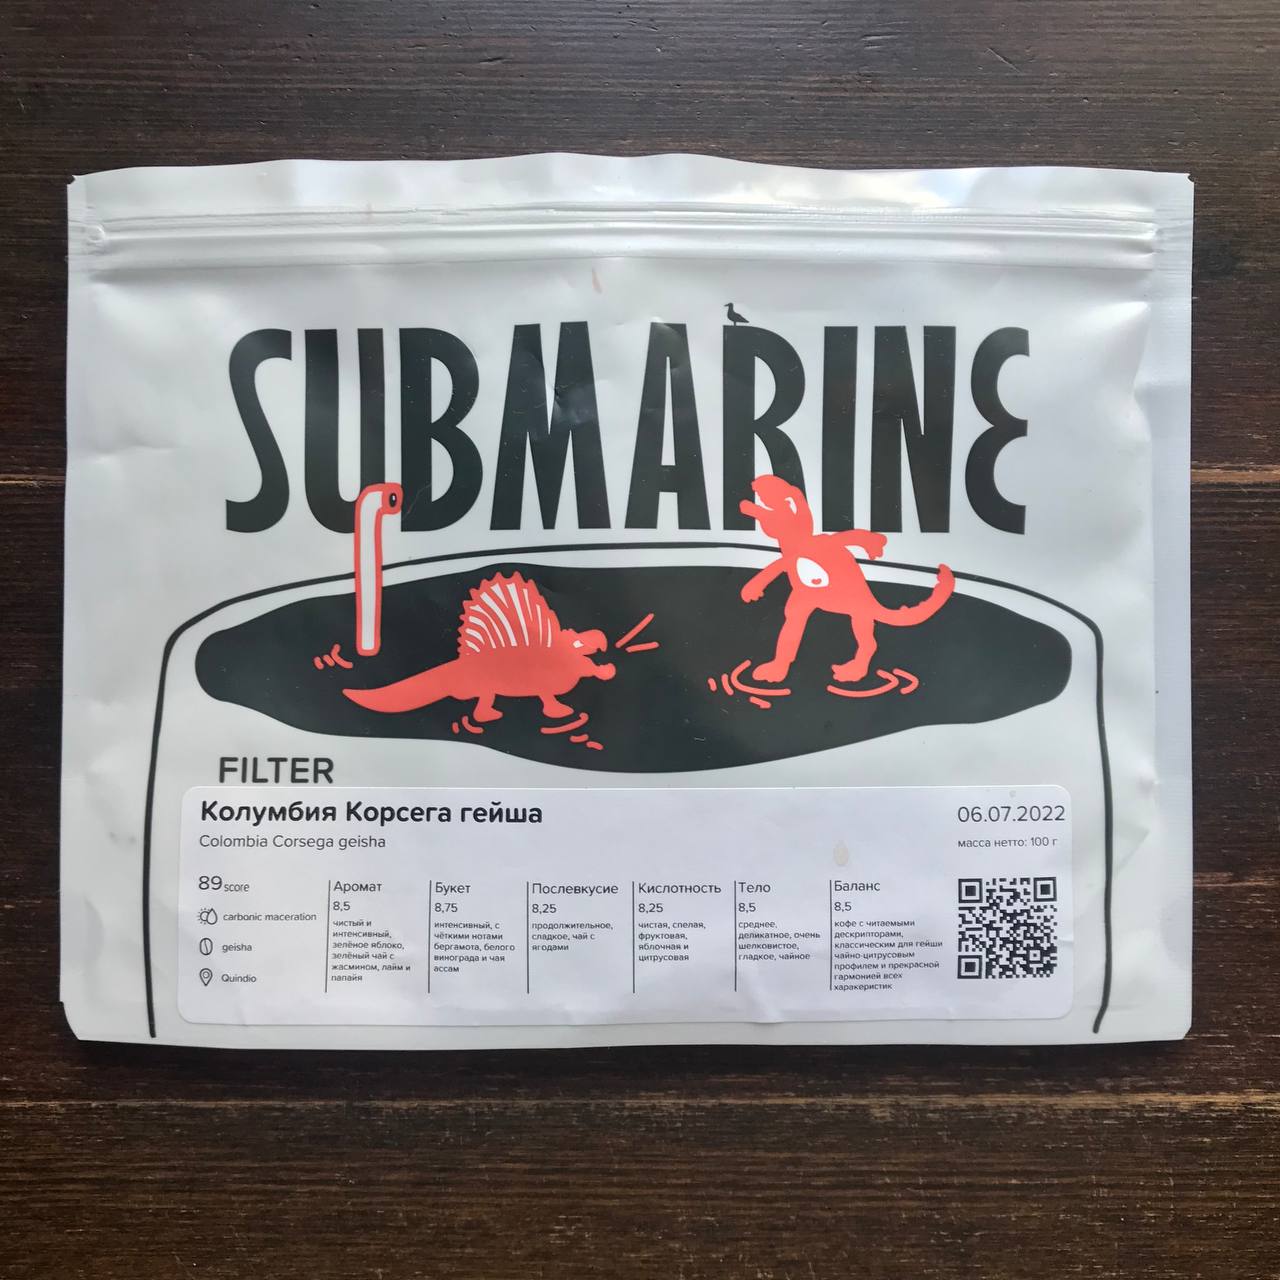 SUBMARINE
FILTER
Колумбия Корсега гейша
06.07.2022
Colombia Corsega geisha
масса нетто: 100 г
89 score
carbonic maceration
geisha
Quindio
Аромат
8,5
чистый и
интенсивный,
зелёное яблоко,
зелёный чай с
жасмином, лайм и
папайя
Букет
8,75
интенсивный, с
чёткими нотами
бергамота, белого
винограда и чая
ассам
Послевкусие
8,25
продолжительное,
сладкое, чай с
ягодами
Кислотность
8,25
чистая, спелая,
фруктовая,
яблочная и
цитрусовая
Тело
8,5
среднее,
деликатное, очень
шелковистое,
гладкое, чайное
Баланс
8,5
кофе с читаемыми
дескрипторами,
классическим для гейши
чайно-цитрусовым
профилем и прекрасной
гармонией всех
характеристик